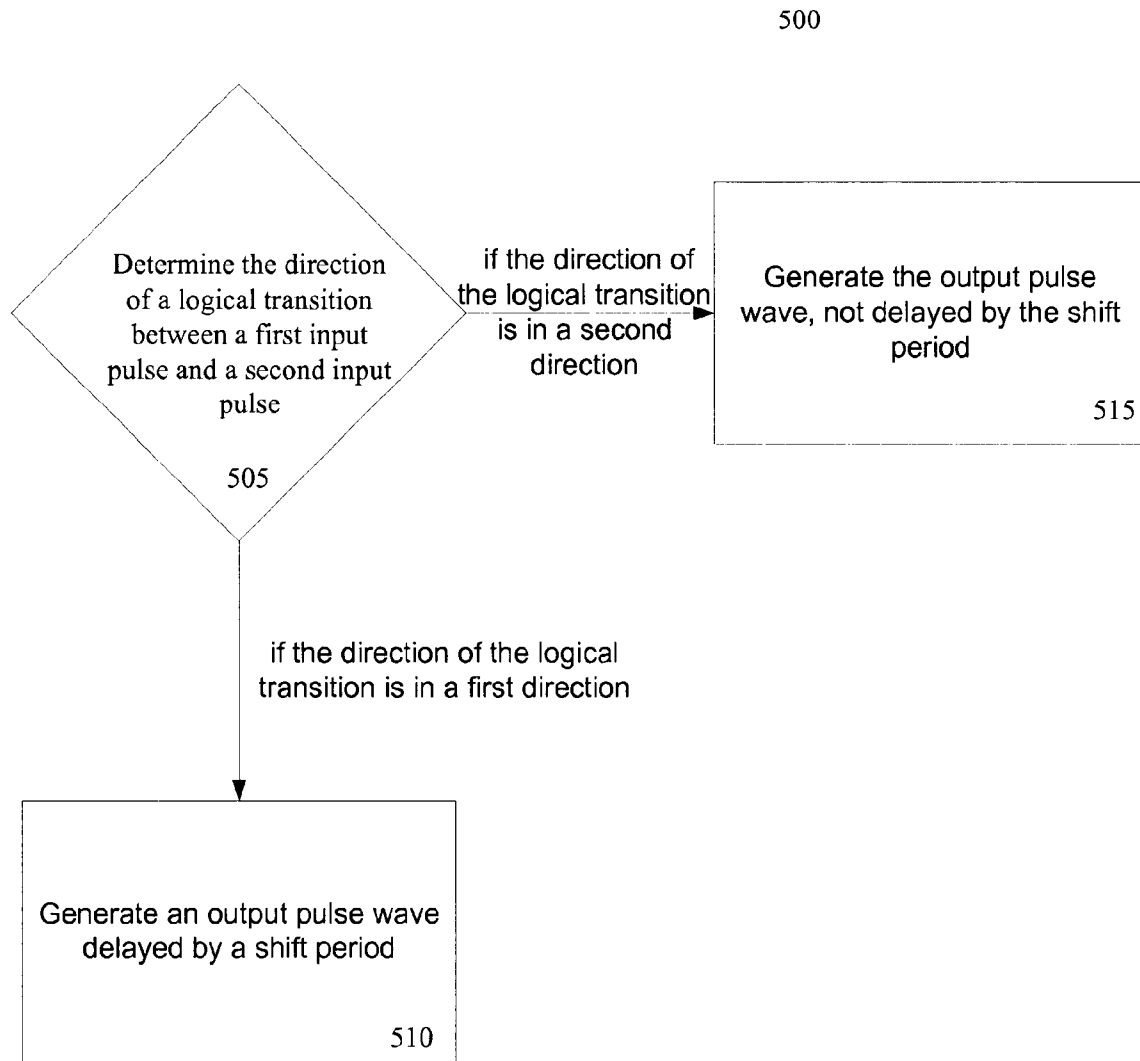 500
Determine the direction
of a logical transition
between a first input
pulse and a second input
pulse
505
if the direction of
the logical transition
is in a second
direction
Generate the output pulse
wave, not delayed by the shift
period
515
if the direction of the logical
transition is in a first direction
Generate an output pulse wave
delayed by a shift period
510